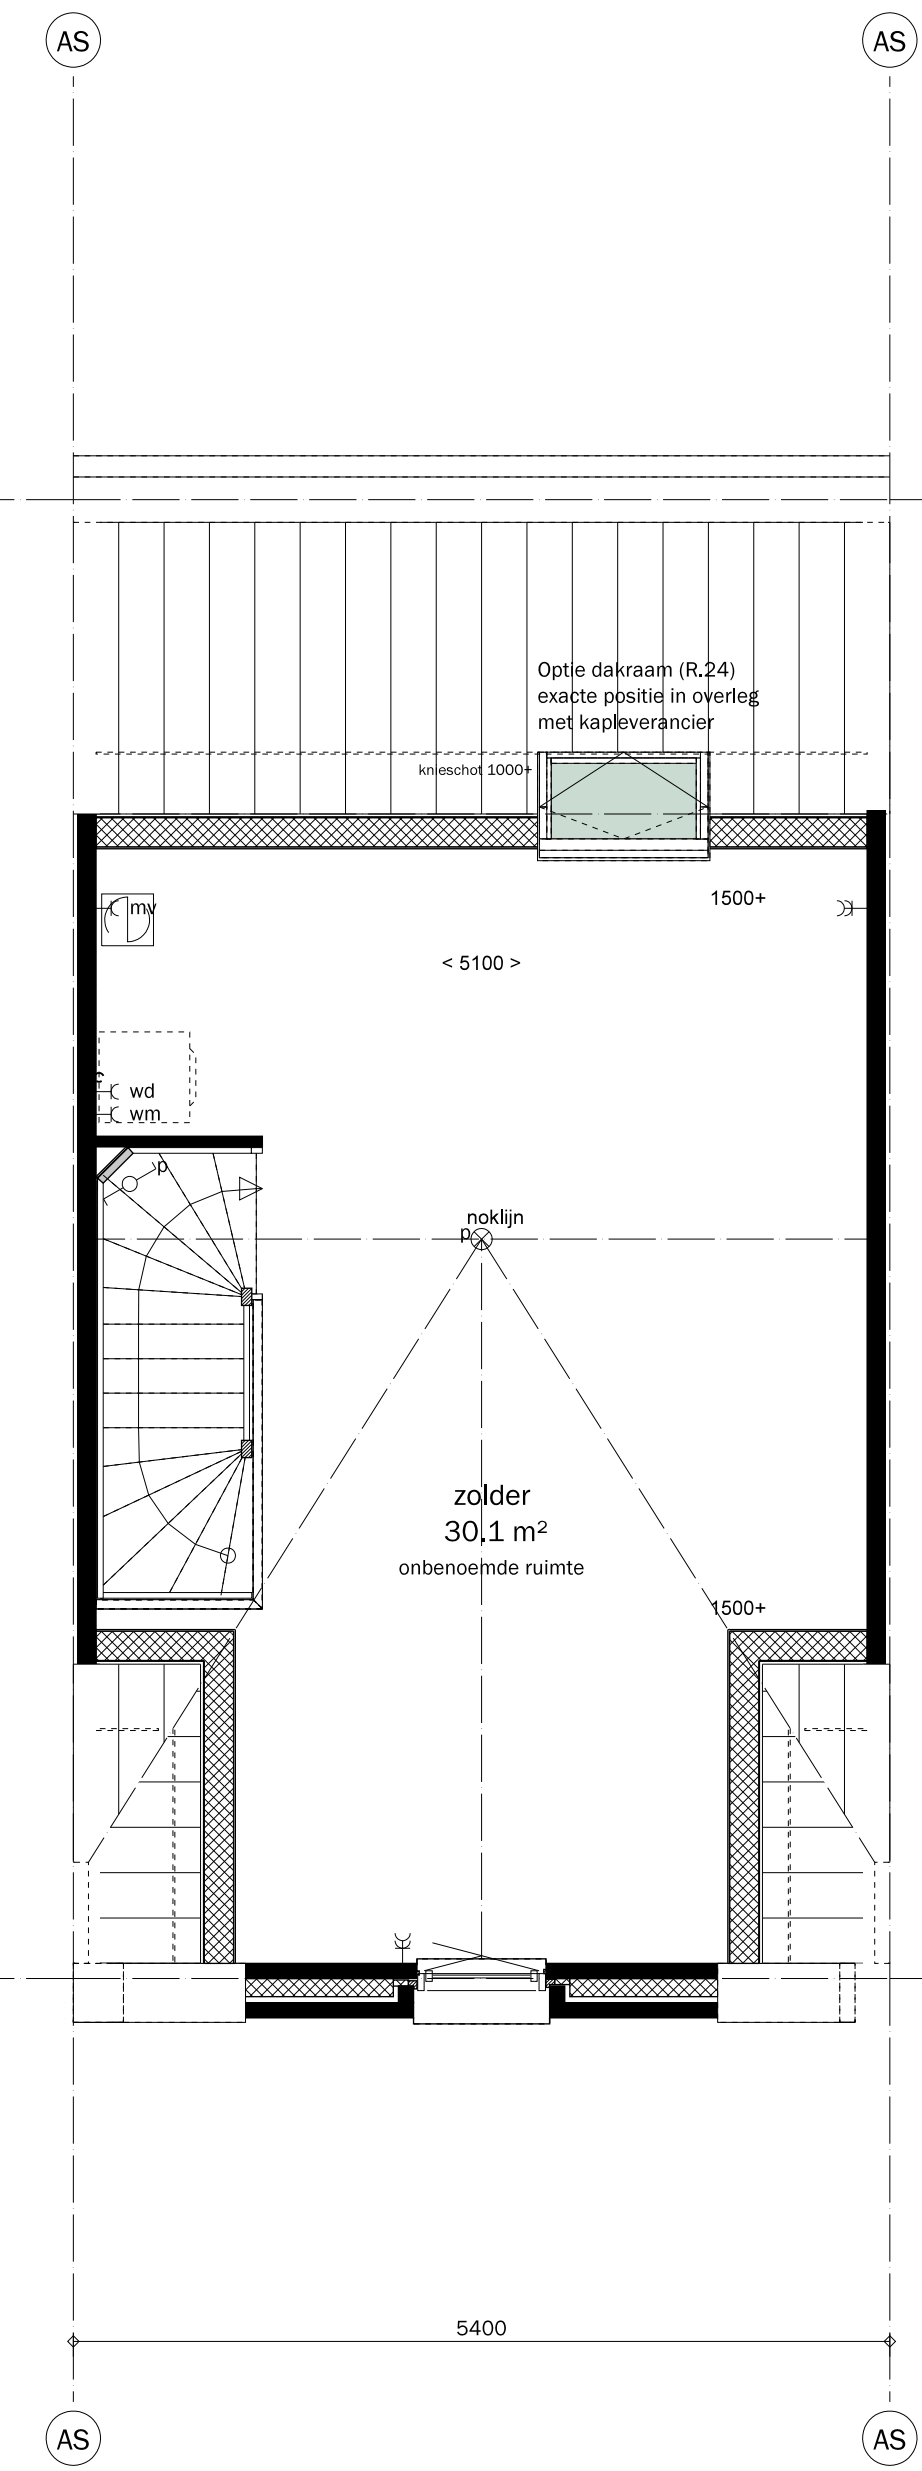 AS AS
Optie dakraam (R.24)
exacte positie in overleg
met kapleverancier
knieschot 1000+
1500+
mv
< 5100 >
wd
wm
p
noklijn
p
zolder
30.1 m²
onbenoemde ruimte
1500+
5400
AS AS